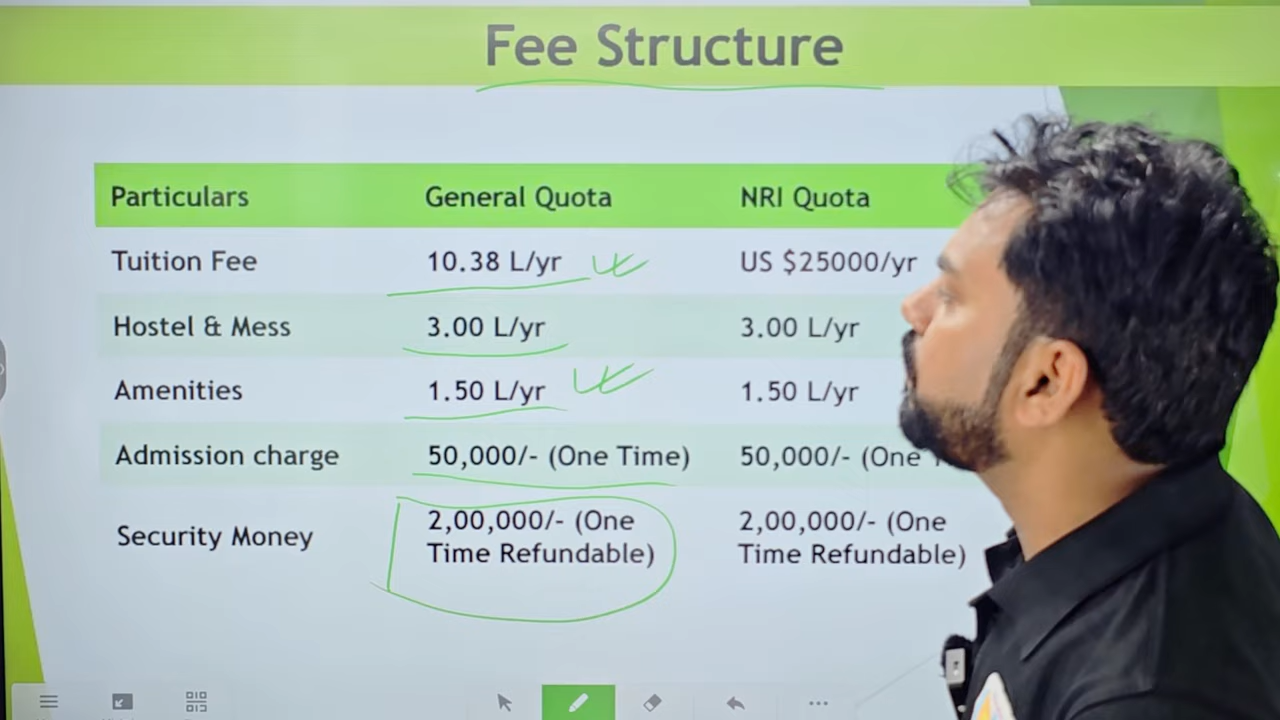 Fee Structure
Particulars General Quota NRI Quota
Tuition Fee 10.38 L/yr US $25000/yr
Hostel & Mess 3.00 L/yr 3.00 L/yr
Amenities 1.50 L/yr 1.50 L/yr
Admission charge 50,000/- (One Time) 50,000/- (One
Security Money 2,00,000/- (One Time Refundable) 2,00,000/- (One Time Refundable)